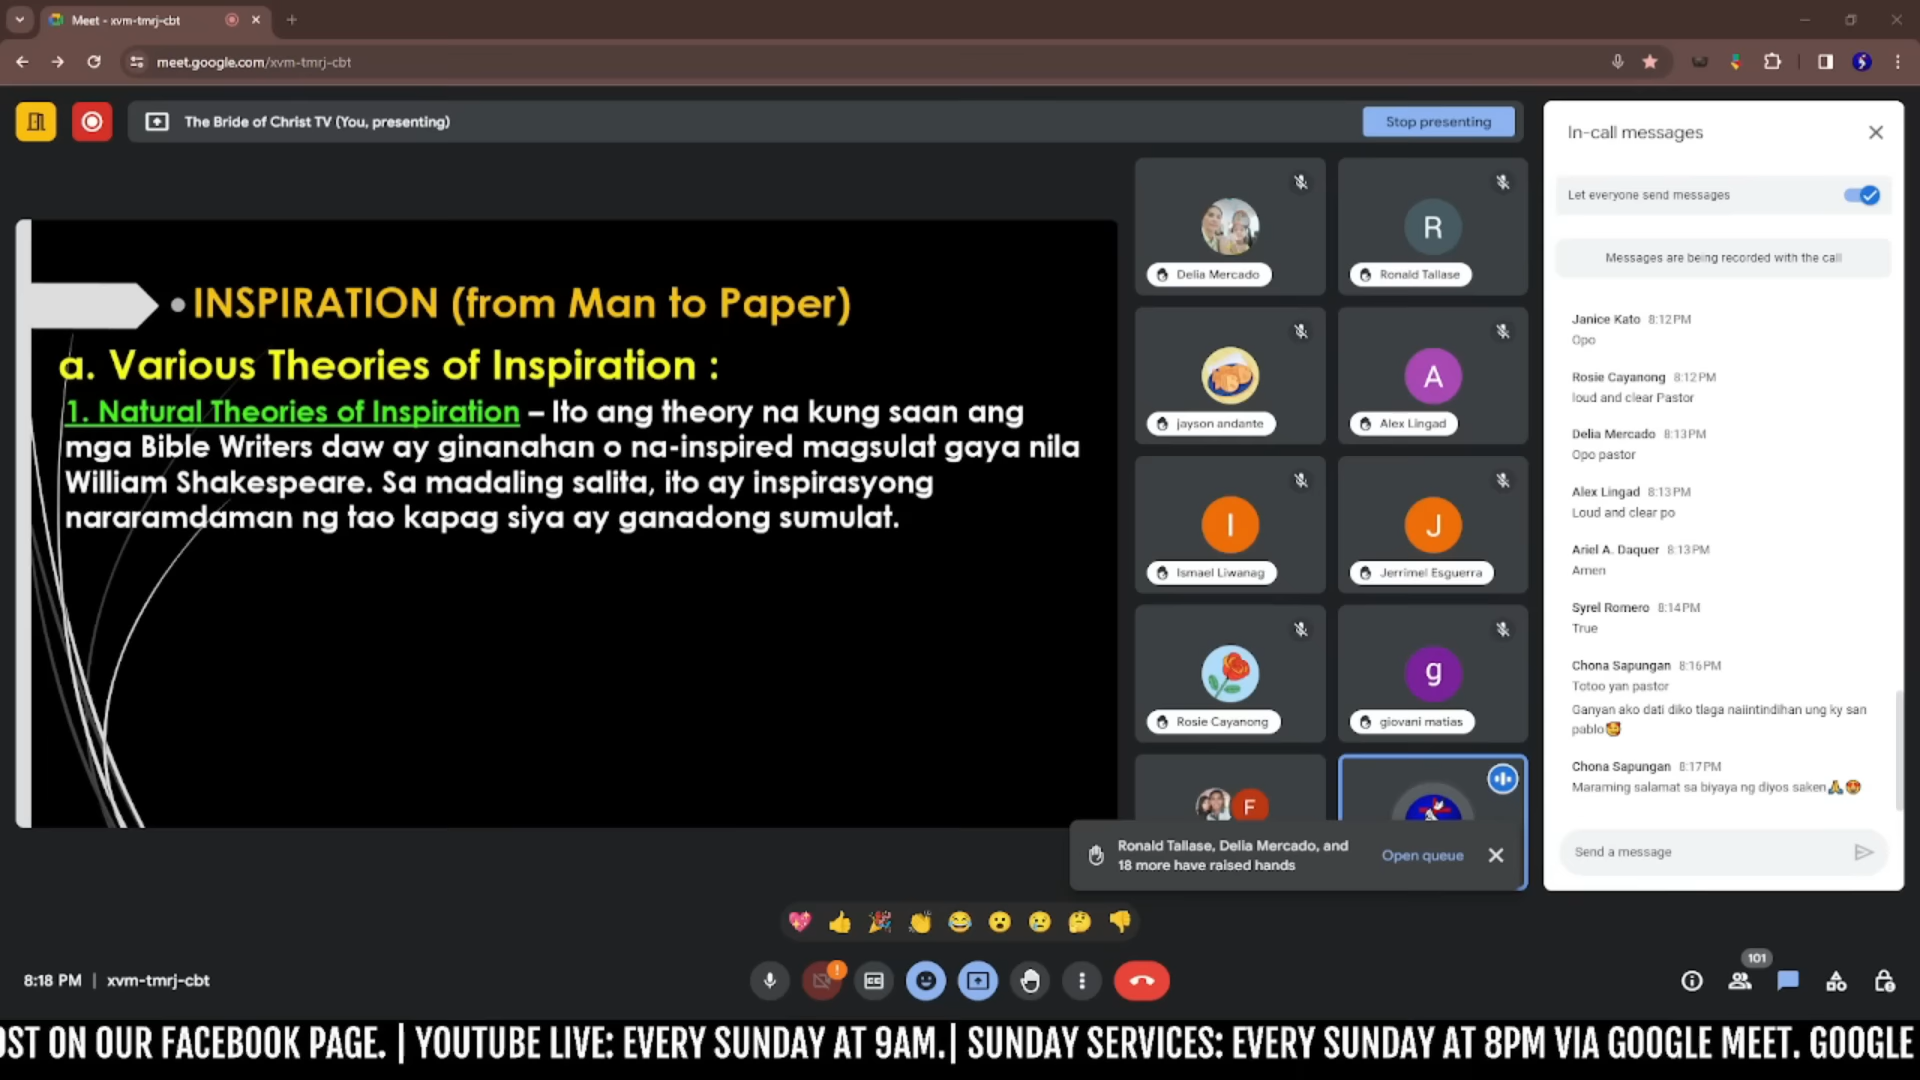 Meet - xvm-tmrj-cbt
meet.google.com/xvm-tmrj-cbt
The Bride of Christ TV (You, presenting)
Stop presenting
• INSPIRATION (from Man to Paper)
a. Various Theories of Inspiration :
1. Natural Theories of Inspiration – Ito ang theory na kung saan ang
mga Bible Writers daw ay ginanahan o na-inspired magsulat gaya nila
William Shakespeare. Sa madaling salita, ito ay inspirasyong
nararamdaman ng tao kapag siya ay ganadong sumulat.
Delia Mercado
R
Ronald Tallase
jayson andante
A
Alex Lingad
I
Ismael Liwanag
J
Jerrimel Esguerra
Rosie Cayanong
g
giovani matias
F
Ronald Tallase, Delia Mercado, and
18 more have raised hands
Open queue
In-call messages
Let everyone send messages
Messages are being recorded with the call
Janice Kato 8:12 PM
Opo
Rosie Cayanong 8:12 PM
loud and clear Pastor
Delia Mercado 8:13 PM
Opo pastor
Alex Lingad 8:13 PM
Loud and clear po
Ariel A. Daquer 8:13 PM
Amen
Syrel Romero 8:14 PM
True
Chona Sapungan 8:16 PM
Totoo yan pastor
Ganyan ako dati diko tlaga naiintindihan ung ky san
pablo🥰
Chona Sapungan 8:17 PM
Maraming salamat sa biyaya ng diyos saken🙏😍
Send a message
8:18 PM | xvm-tmrj-cbt
101
OST ON OUR FACEBOOK PAGE. | YOUTUBE LIVE: EVERY SUNDAY AT 9AM.| SUNDAY SERVICES: EVERY SUNDAY AT 8PM VIA GOOGLE MEET. GOOGLE